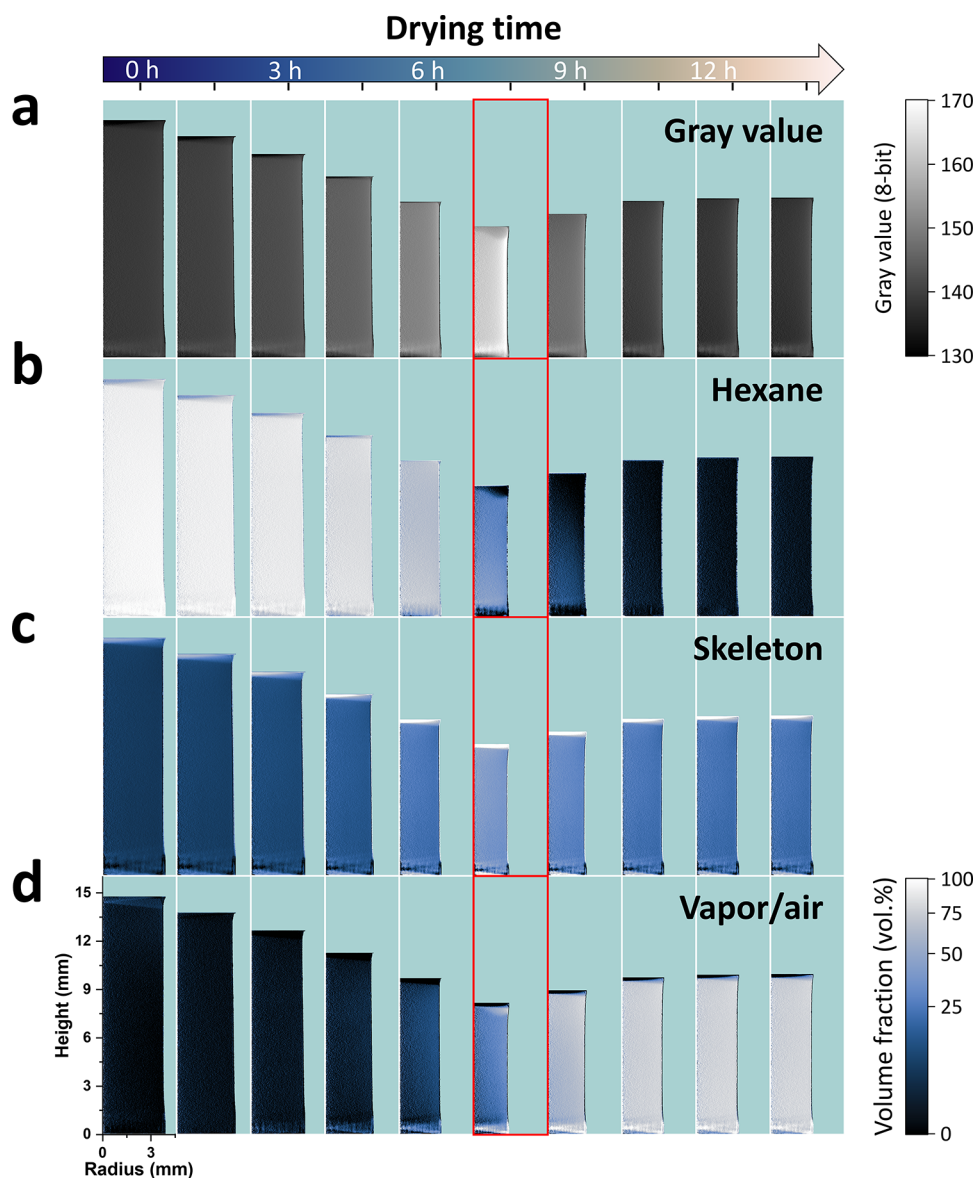 Drying time
0 h 3 h 6 h 9 h 12 h
a
Gray value
170
160
150
140
130
Gray value (8-bit)
b
Hexane
c
Skeleton
d
Vapor/air
15
12
9
6
3
0
Height (mm)
0 3
Radius (mm)
100
75
50
25
0
Volume fraction (vol.%)